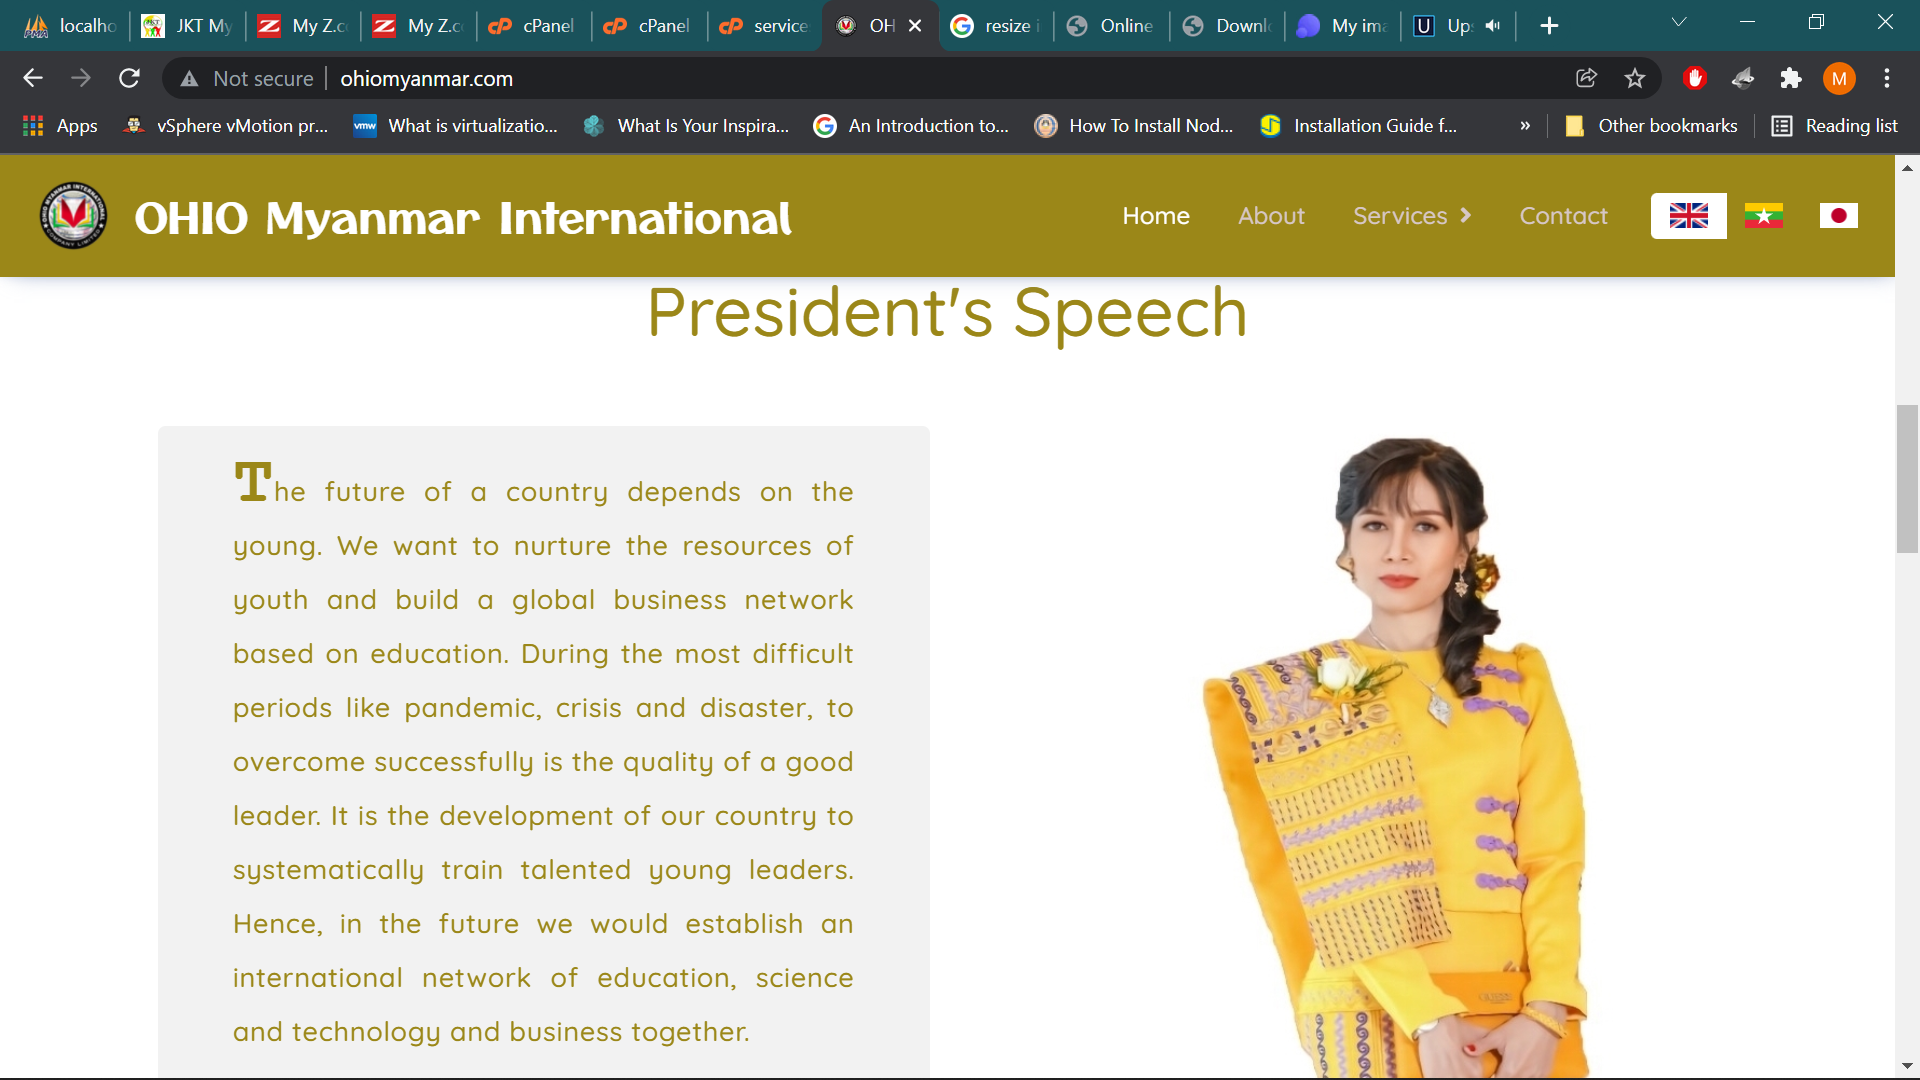 localho
JKT My
My Z.c
My Z.c
cPanel
cPanel
service
OH
resize i
Online
Downl
My ima
Up
Not secure
ohiomyanmar.com
M
Apps
vSphere vMotion pr...
vmw
What is virtualizatio...
What Is Your Inspira...
An Introduction to...
How To Install Nod...
Installation Guide f...
»
Other bookmarks
Reading list
OHIO Myanmar International
Home
About
Services
Contact
President's Speech
The future of a country depends on the
young. We want to nurture the resources of
youth and build a global business network
based on education. During the most difficult
periods like pandemic, crisis and disaster, to
overcome successfully is the quality of a good
leader. It is the development of our country to
systematically train talented young leaders.
Hence, in the future we would establish an
international network of education, science
and technology and business together.